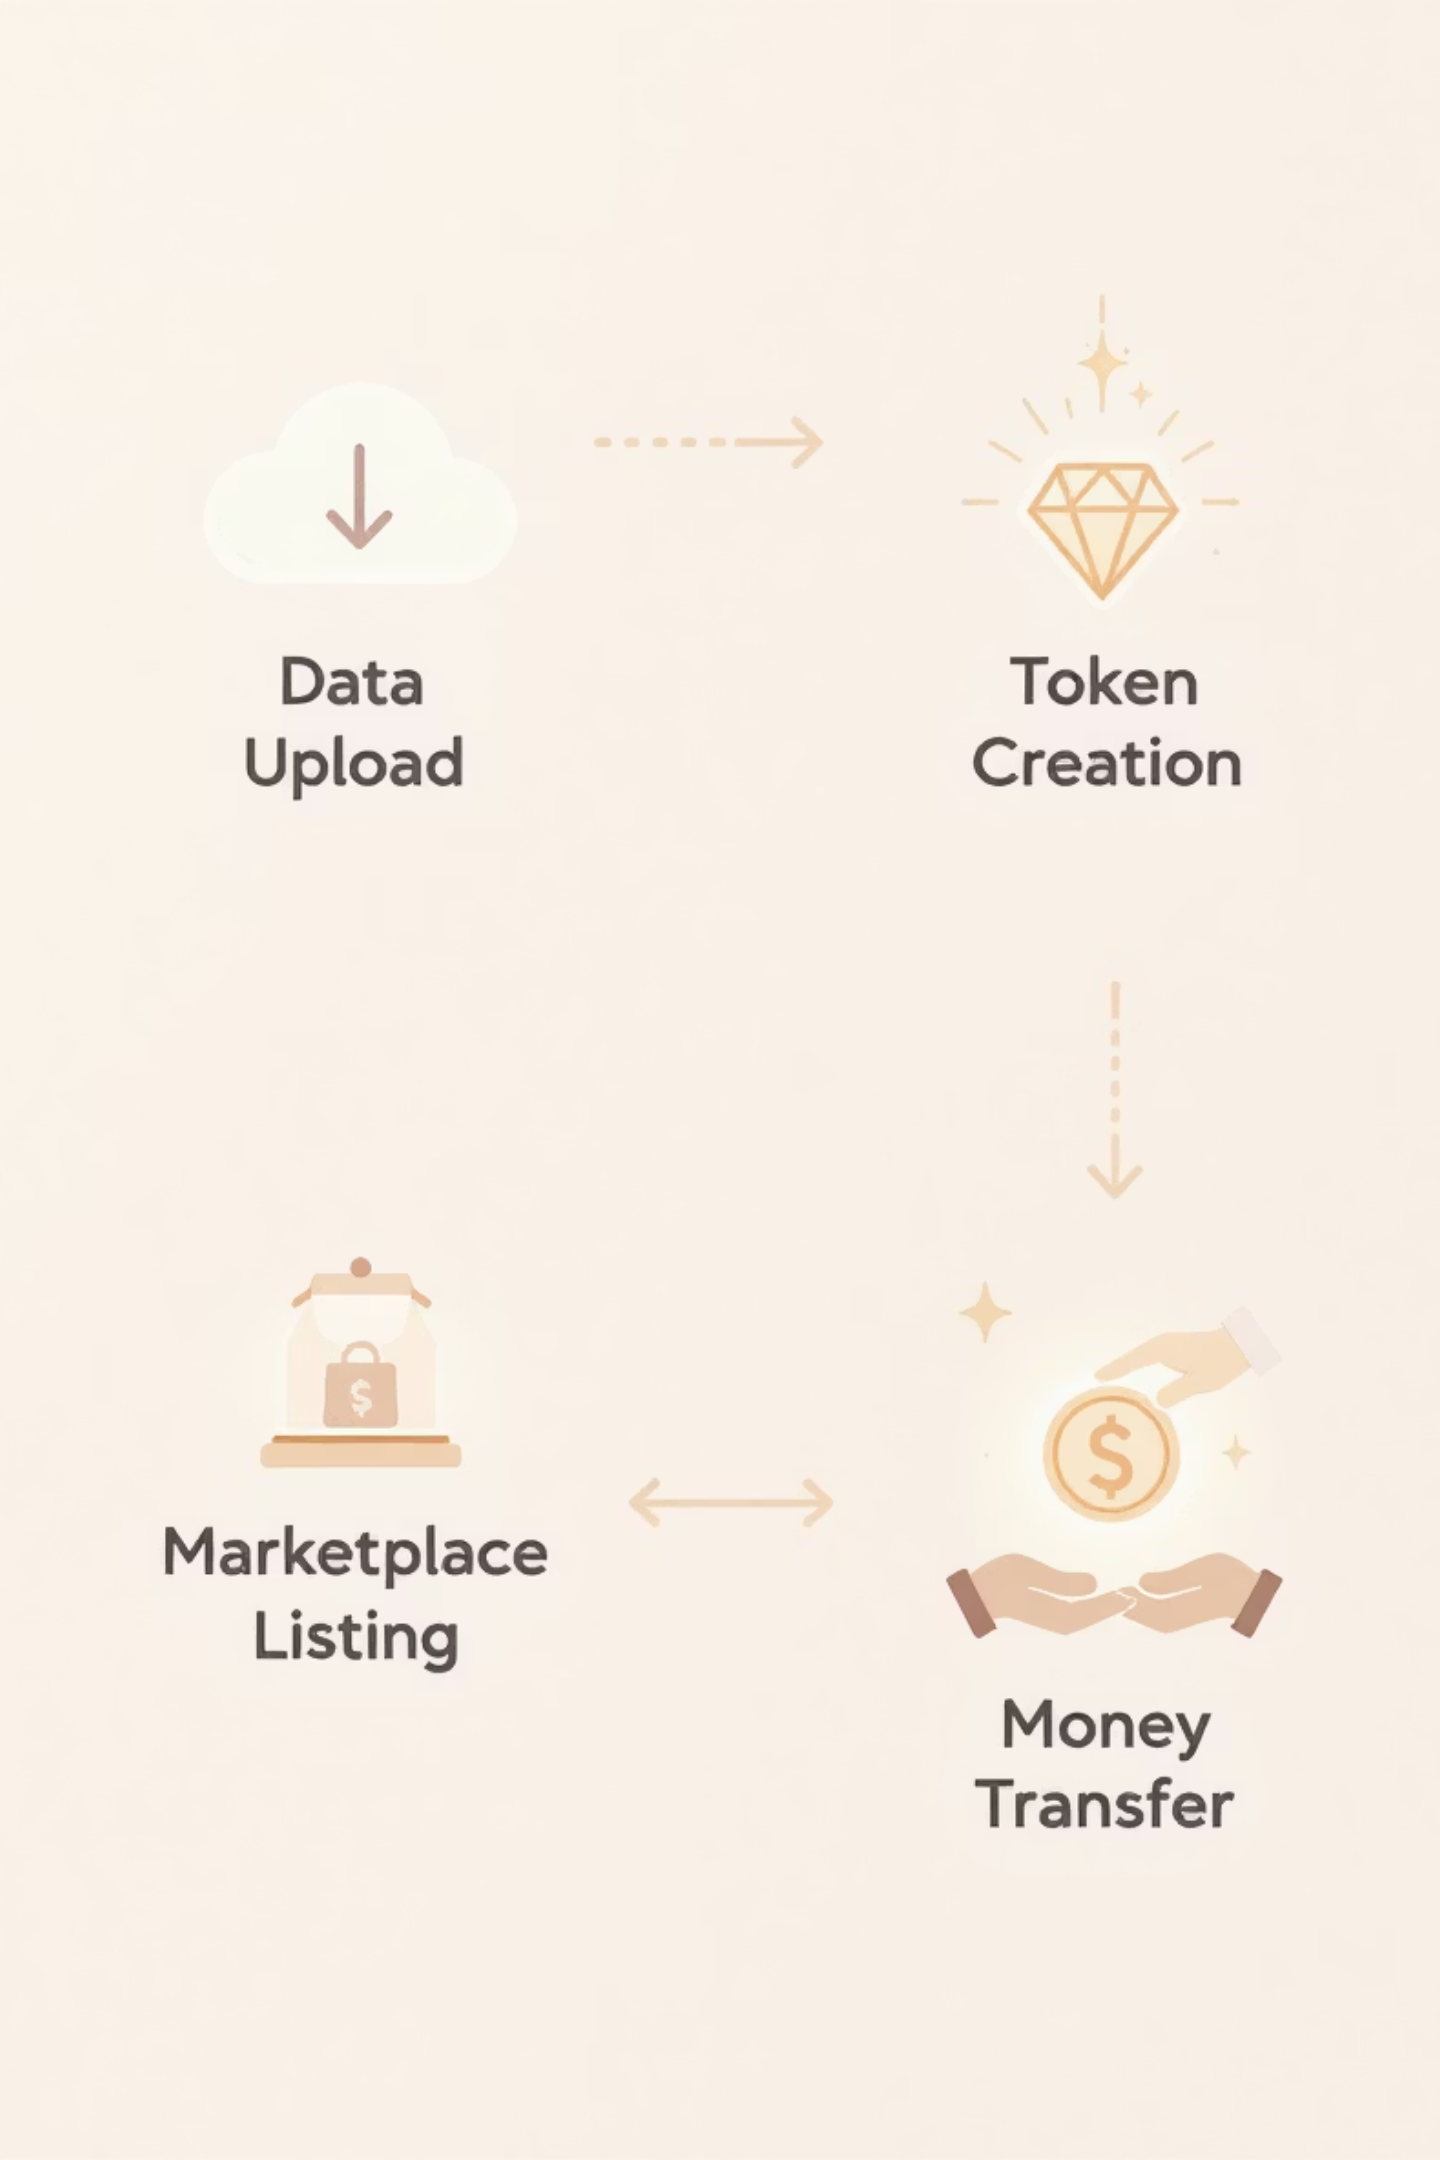 Data
Upload
Token
Creation
$
Marketplace
Listing
$
Money
Transfer